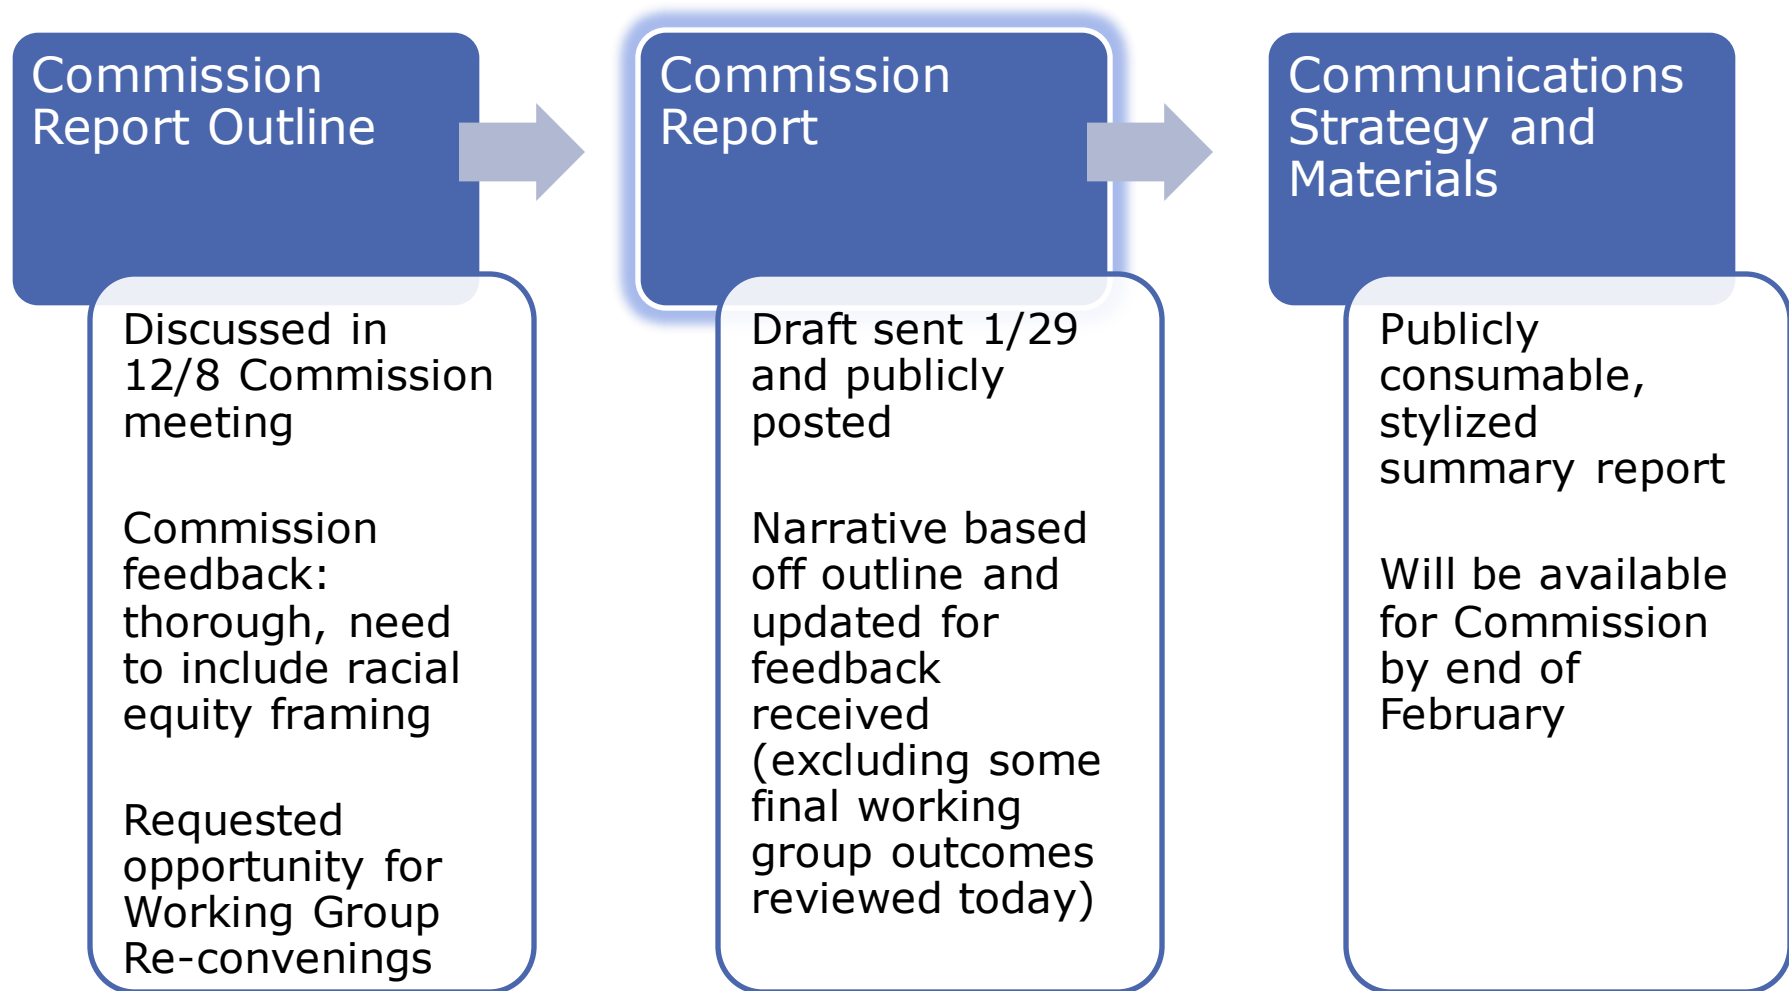 Commission
Report Outline
Discussed in
12/8 Commission
meeting
Commission
feedback:
thorough, need
to include racial
equity framing
Requested
opportunity for
Working Group
Re-convenings
Commission
Report
Draft sent 1/29
and publicly
posted
Narrative based
off outline and
updated for
feedback
received
(excluding some
final working
group outcomes
reviewed today)
Communications
Strategy and
Materials
Publicly
consumable,
stylized
summary report
Will be available
for Commission
by end of
February